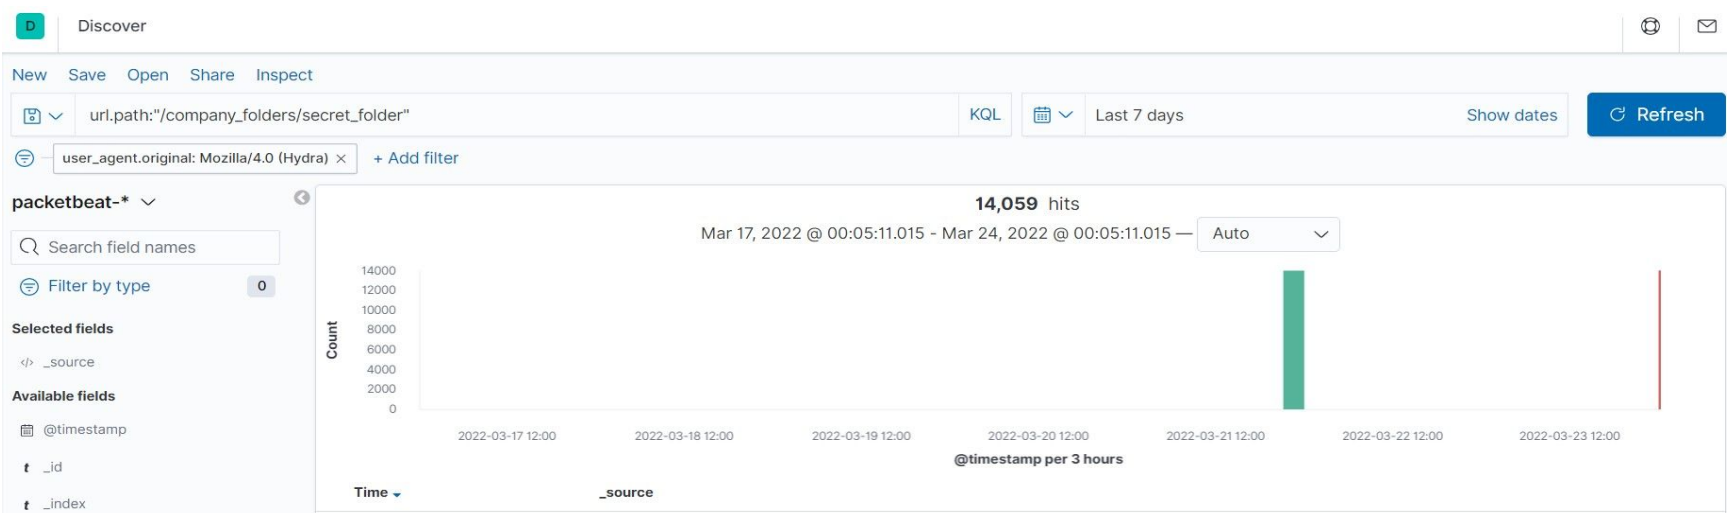 D Discover
New Save Open Share Inspect
url.path:"/company_folders/secret_folder" KQL Last 7 days Show dates Refresh
user_agent.original: Mozilla/4.0 (Hydra) × + Add filter
packetbeat-*
14,059 hits
Mar 17, 2022 @ 00:05:11.015 - Mar 24, 2022 @ 00:05:11.015 — Auto
Search field names
Filter by type 0
Selected fields
</> _source
Available fields
@timestamp
t _id
t _index
Count
14000
12000
10000
8000
6000
4000
2000
0
2022-03-17 12:00 2022-03-18 12:00 2022-03-19 12:00 2022-03-20 12:00 2022-03-21 12:00 2022-03-22 12:00 2022-03-23 12:00
@timestamp per 3 hours
Time _source